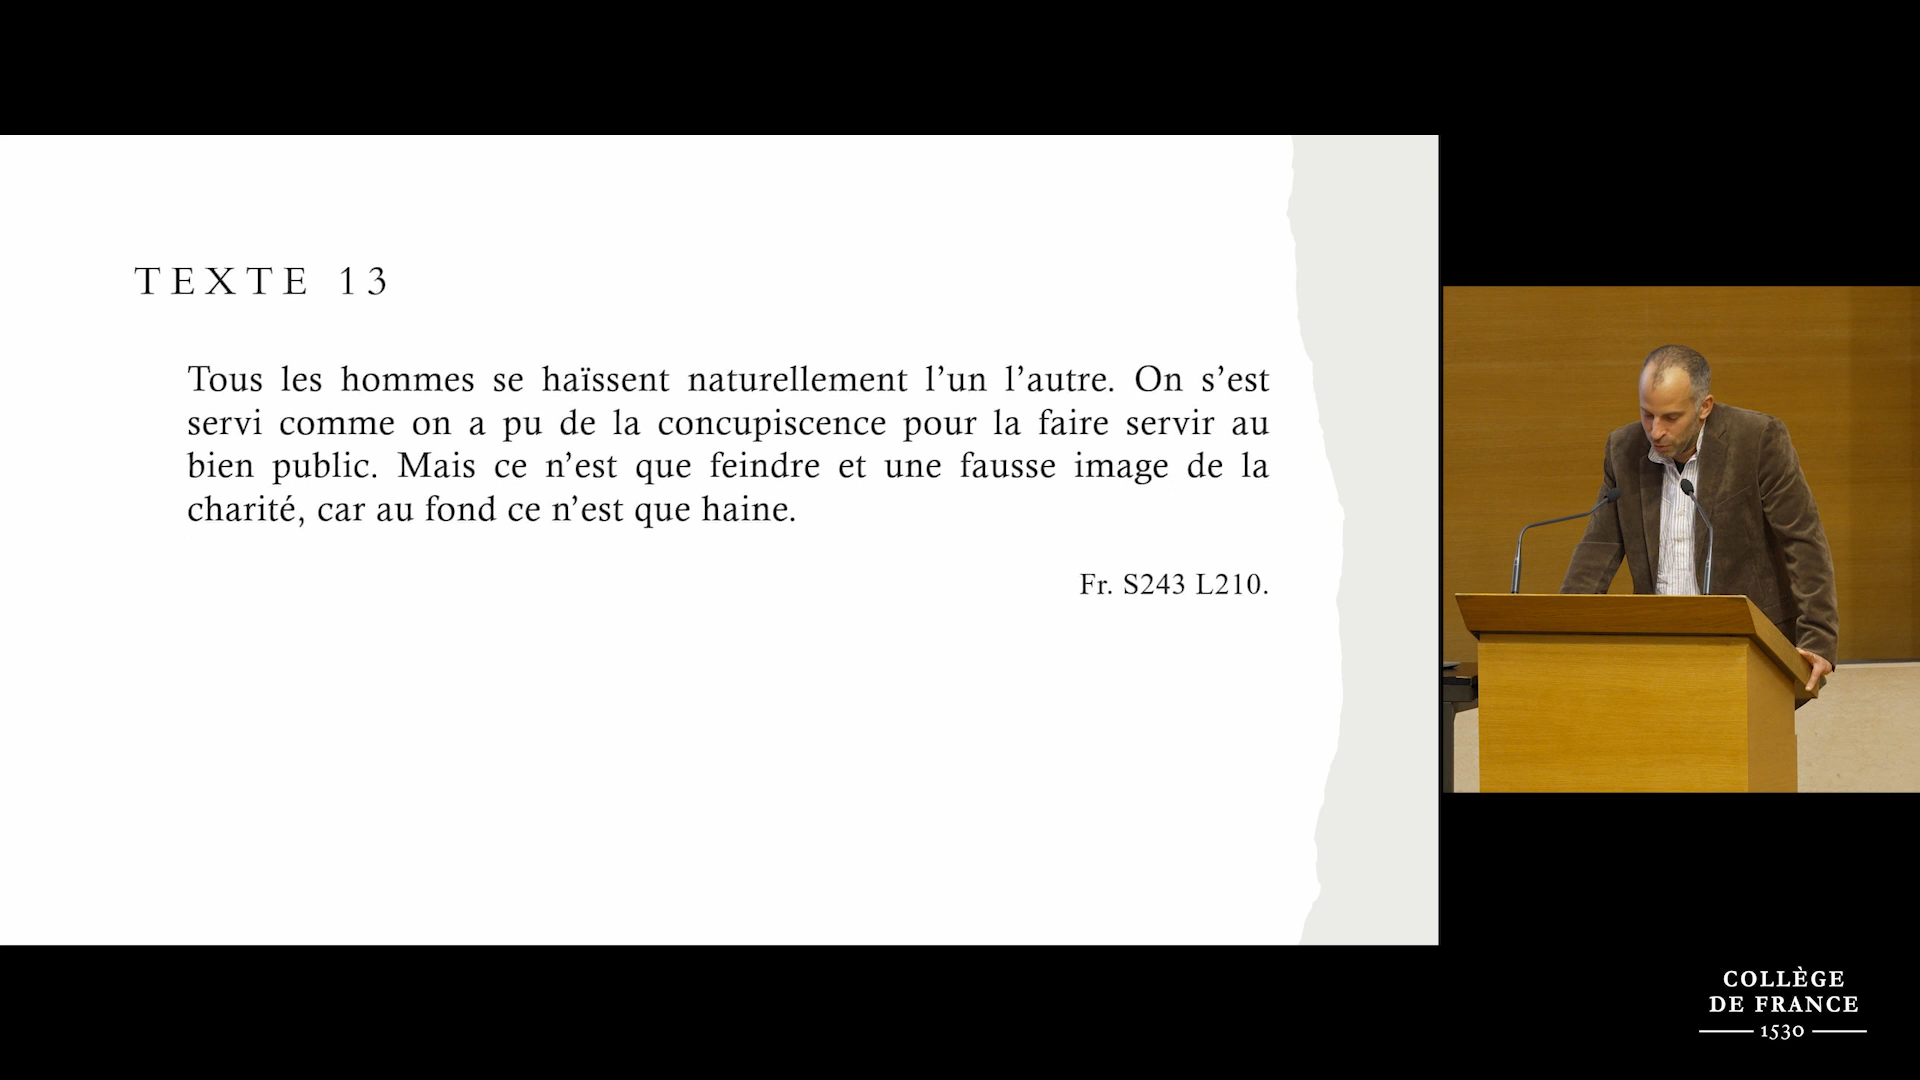 TEXTE 13
Tous les hommes se haïssent naturellement l’un l’autre. On s’est
servi comme on a pu de la concupiscence pour la faire servir au
bien public. Mais ce n’est que feindre et une fausse image de la
charité, car au fond ce n’est que haine.
Fr. S243 L210.
COLLÈGE
DE FRANCE
1530